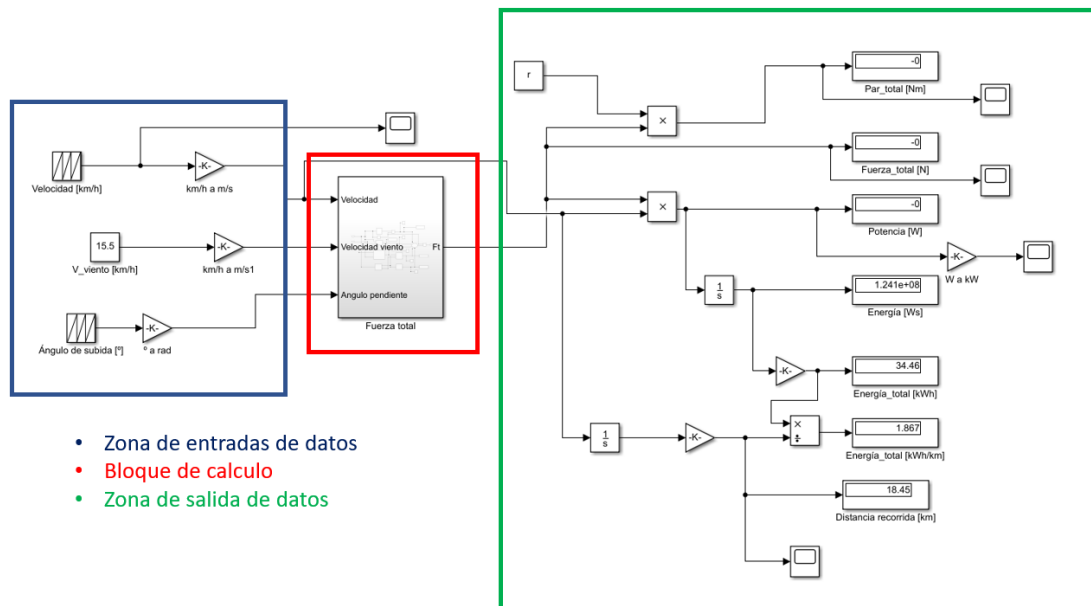 r
-0
Par_total [Nm]
×
-0
Fuerza_total [N]
-K-
Velocidad [km/h]
km/h a m/s
Velocidad
×
-0
Potencia [W]
15.5
V_viento [km/h]
-K-
km/h a m/s1
Velocidad viento
Ft
-K-
W a kW
1
s
1.241e+08
Energía [Ws]
Angulo pendiente
Fuerza total
-K-
Ángulo de subida [º]
º a rad
-K-
34.46
Energía_total [kWh]
1
s
-K-
×
÷
1.867
Energía_total [kWh/km]
18.45
Distancia recorrida [km]
• Zona de entradas de datos
• Bloque de calculo
• Zona de salida de datos